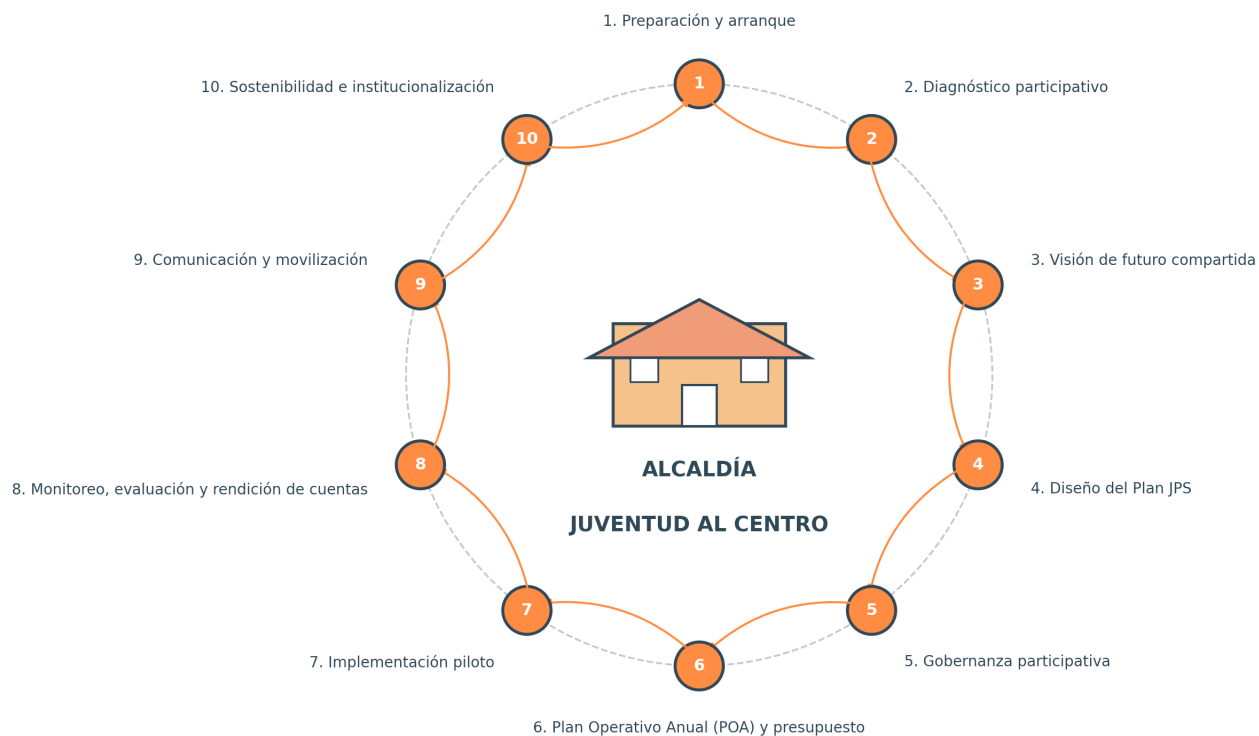 1. Preparación y arranque
10. Sostenibilidad e institucionalización
2. Diagnóstico participativo
1
10
2
9. Comunicación y movilización
3. Visión de futuro compartida
9
3
ALCALDÍA
8
4
8. Monitoreo, evaluación y rendición de cuentas
4. Diseño del Plan JPS
JUVENTUD AL CENTRO
7
5
7. Implementación piloto
5. Gobernanza participativa
6
6. Plan Operativo Anual (POA) y presupuesto